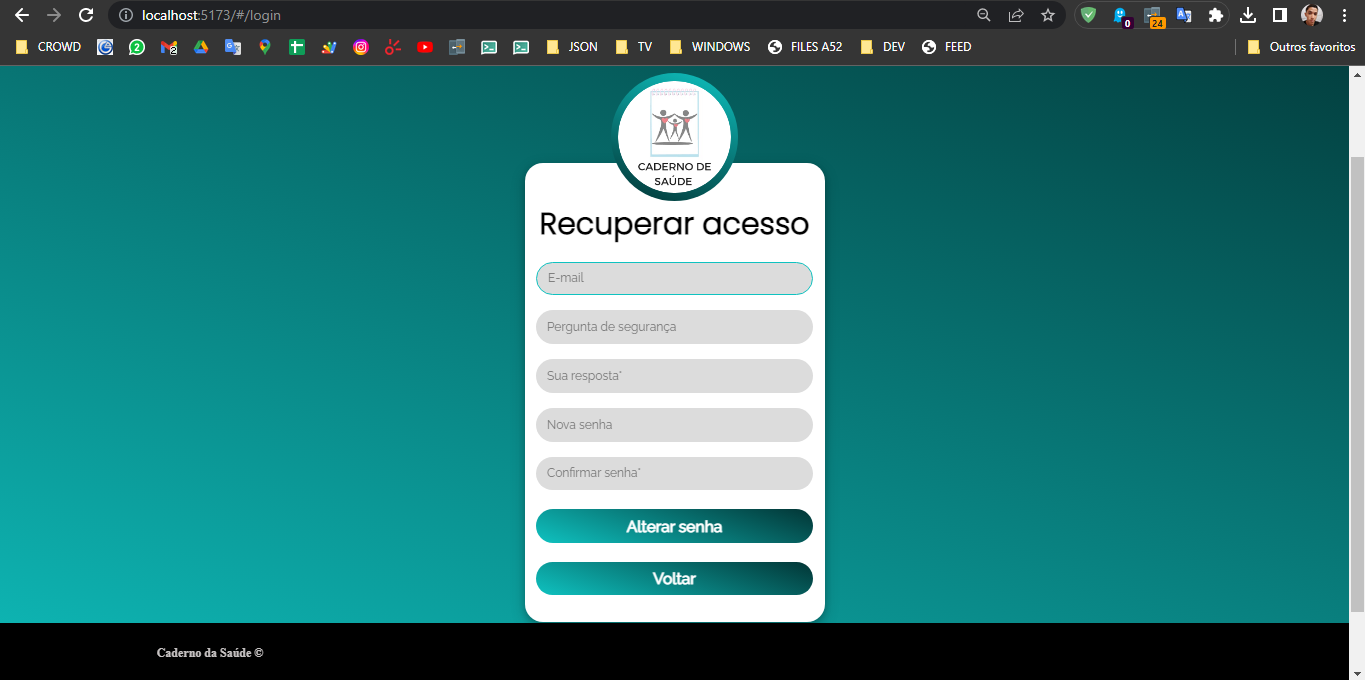 localhost:5173/#/login
0
24
CROWD
2
2
JSON
TV
WINDOWS
FILES A52
DEV
FEED
Outros favoritos
CADERNO DE
SAÚDE
Recuperar acesso
E-mail
Pergunta de segurança
Sua resposta*
Nova senha
Confirmar senha*
Alterar senha
Voltar
Caderno da Saúde ©